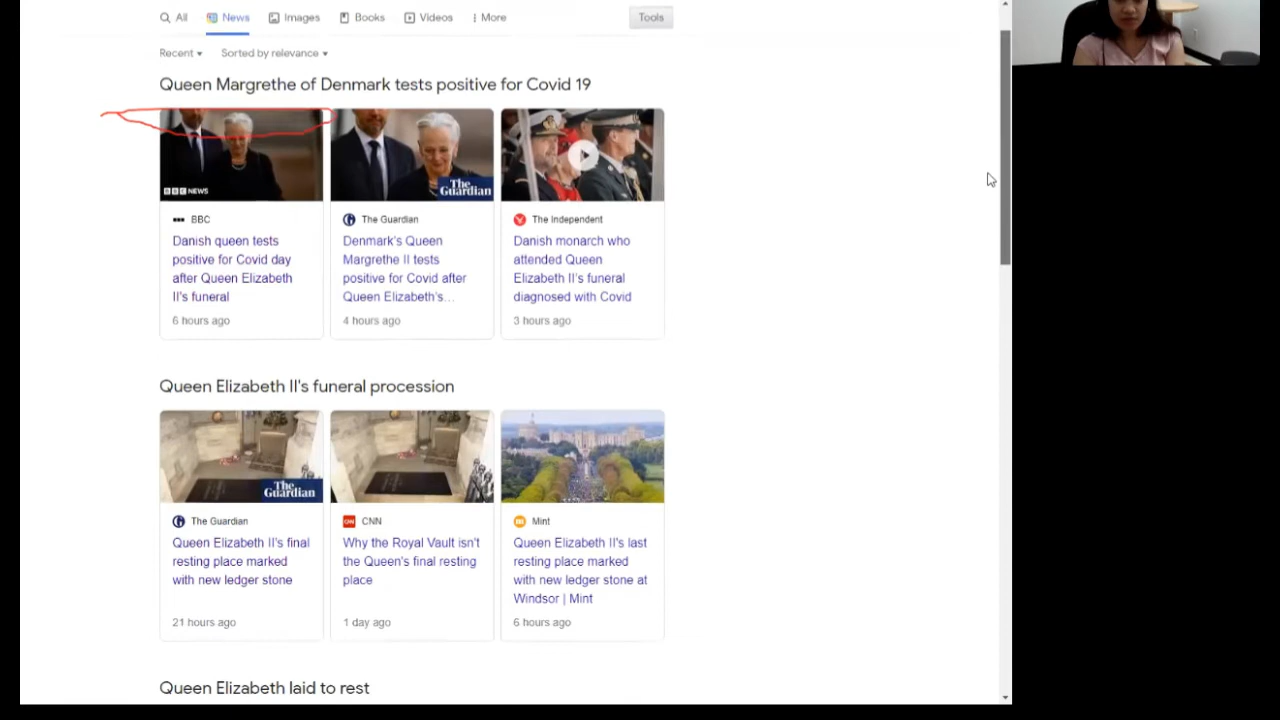 All News Images Books Videos More Tools
Recent Sorted by relevance
Queen Margrethe of Denmark tests positive for Covid 19
BBC NEWS
The Guardian
BBC
Danish queen tests
positive for Covid day
after Queen Elizabeth
II's funeral
6 hours ago
The Guardian
Denmark's Queen
Margrethe II tests
positive for Covid after
Queen Elizabeth's...
4 hours ago
The Independent
Danish monarch who
attended Queen
Elizabeth II's funeral
diagnosed with Covid
3 hours ago
Queen Elizabeth II's funeral procession
The Guardian
The Guardian
Queen Elizabeth II's final
resting place marked
with new ledger stone
21 hours ago
CNN
CNN
Why the Royal Vault isn't
the Queen's final resting
place
1 day ago
m
Mint
Queen Elizabeth II's last
resting place marked
with new ledger stone at
Windsor | Mint
6 hours ago
Queen Elizabeth laid to rest